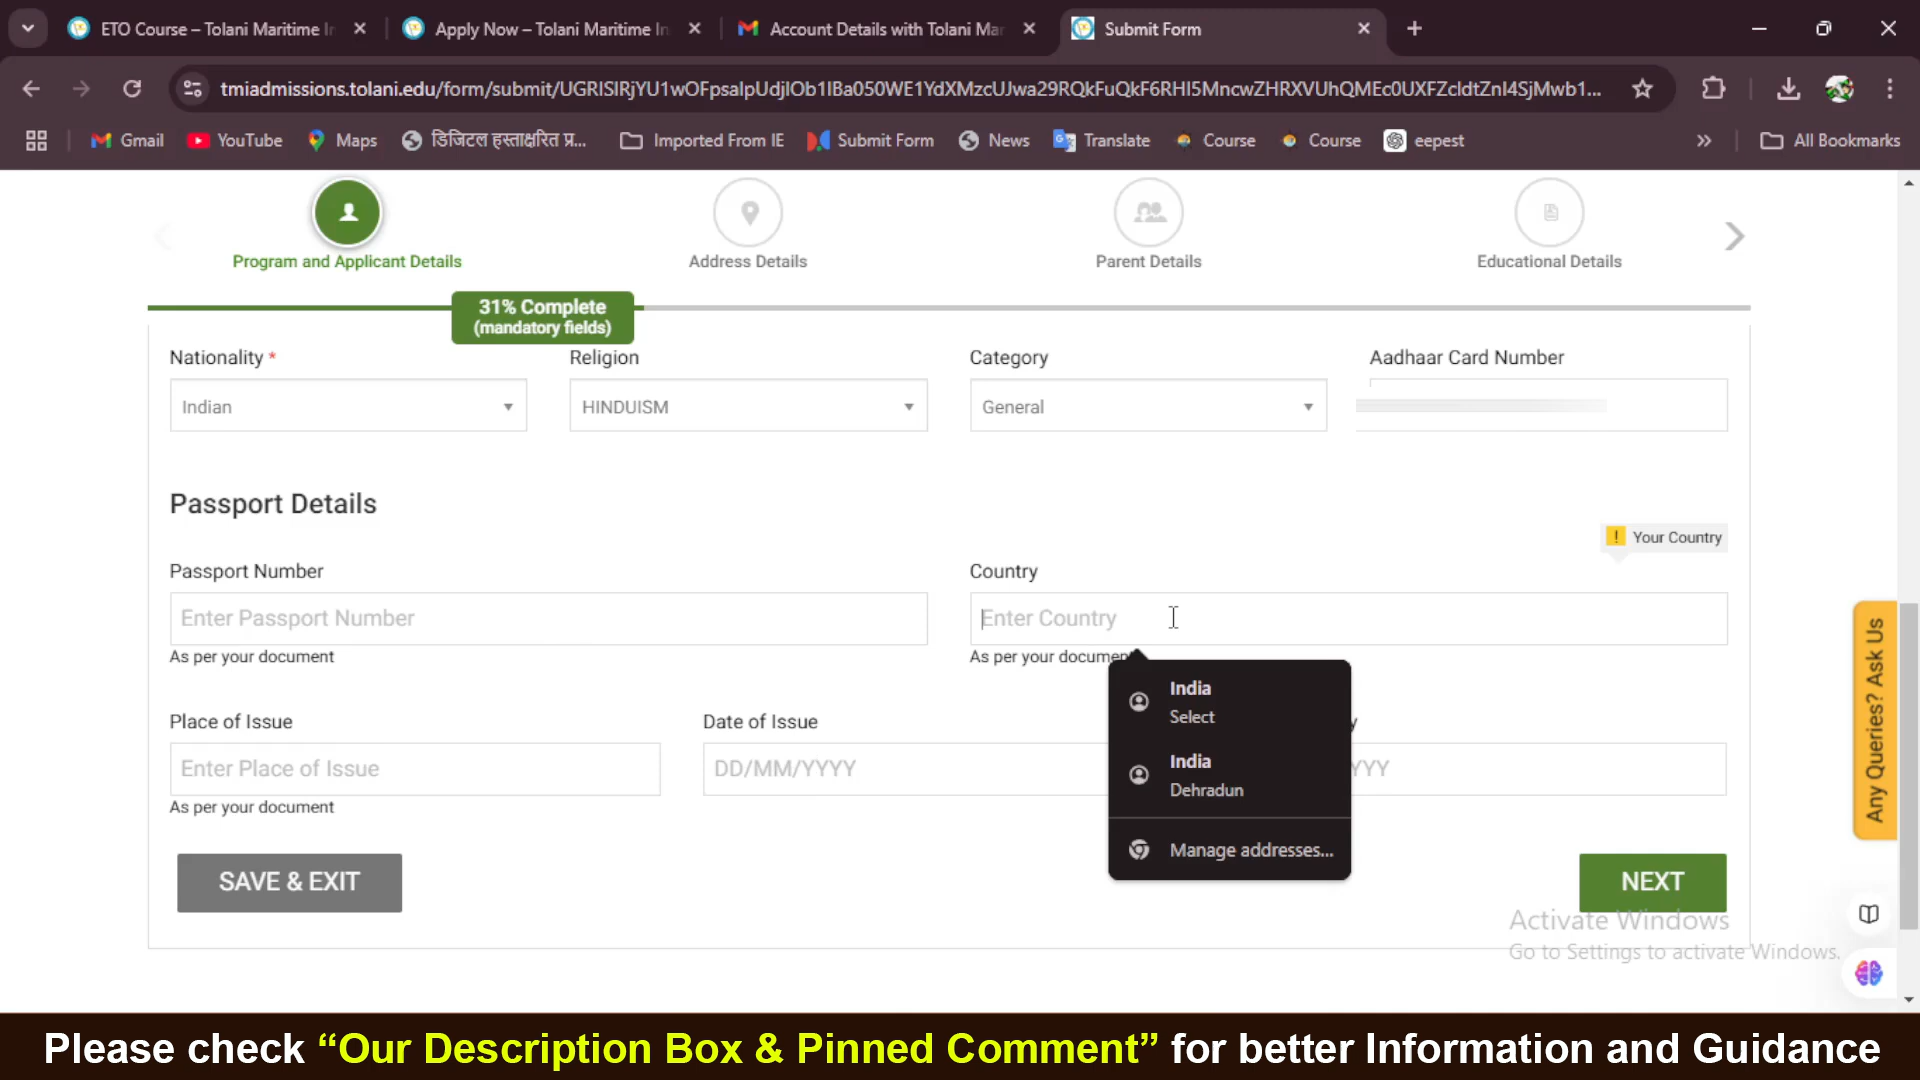 ETO Course – Tolani Maritime In
Apply Now – Tolani Maritime In
Account Details with Tolani Mar
Submit Form
tmiadmissions.tolani.edu/form/submit/UGRISlRjYU1wOFpsalpUdjlOb1lBa050WE1YdXMzcUJwa29RQkFuQkF6RHI5MncwZHRXVUhQMEc0UXFZcldtZnl4SjMwb1...
Gmail
YouTube
Maps
डिजिटल हस्ताक्षरित प्र...
Imported From IE
Submit Form
News
Translate
Course
Course
eepest
All Bookmarks
Program and Applicant Details
Address Details
Parent Details
Educational Details
31% Complete
(mandatory fields)
Nationality *
Religion
Category
Aadhaar Card Number
Indian
HINDUISM
General
Passport Details
! Your Country
Passport Number
Country
Enter Passport Number
Enter Country
As per your document
As per your documen
India
Select
Place of Issue
Date of Issue
y
Enter Place of Issue
DD/MM/YYYY
YYY
India
Dehradun
As per your document
Manage addresses...
SAVE & EXIT
NEXT
Any Queries? Ask Us
Activate Windows
Go to Settings to activate Windows.
Please check “Our Description Box & Pinned Comment” for better Information and Guidance